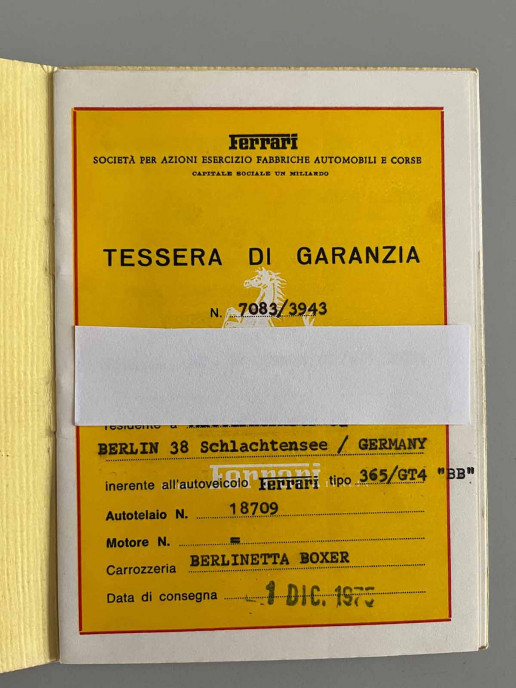 Ferrari
SOCIETÀ PER AZIONI ESERCIZIO FABBRICHE AUTOMOBILI E CORSE
CAPITALE SOCIALE UN MILIARDO
TESSERA DI GARANZIA
N. 7083/3943
residente a
BERLIN 38 Schlachtensee / GERMANY
Ferrari
inerente all'autoveicolo Ferrari tipo 365/GT4 "BB"
Autotelaio N. 18709
Motore N. =
Carrozzeria BERLINETTA BOXER
Data di consegna 1 DIC. 1975